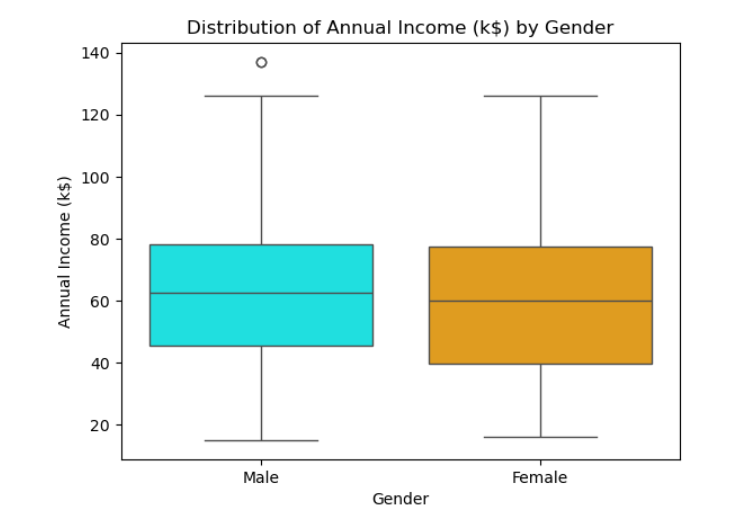 Distribution of Annual Income (k$) by Gender
140
120
100
80
60
40
20
Annual Income (k$)
Male
Female
Gender